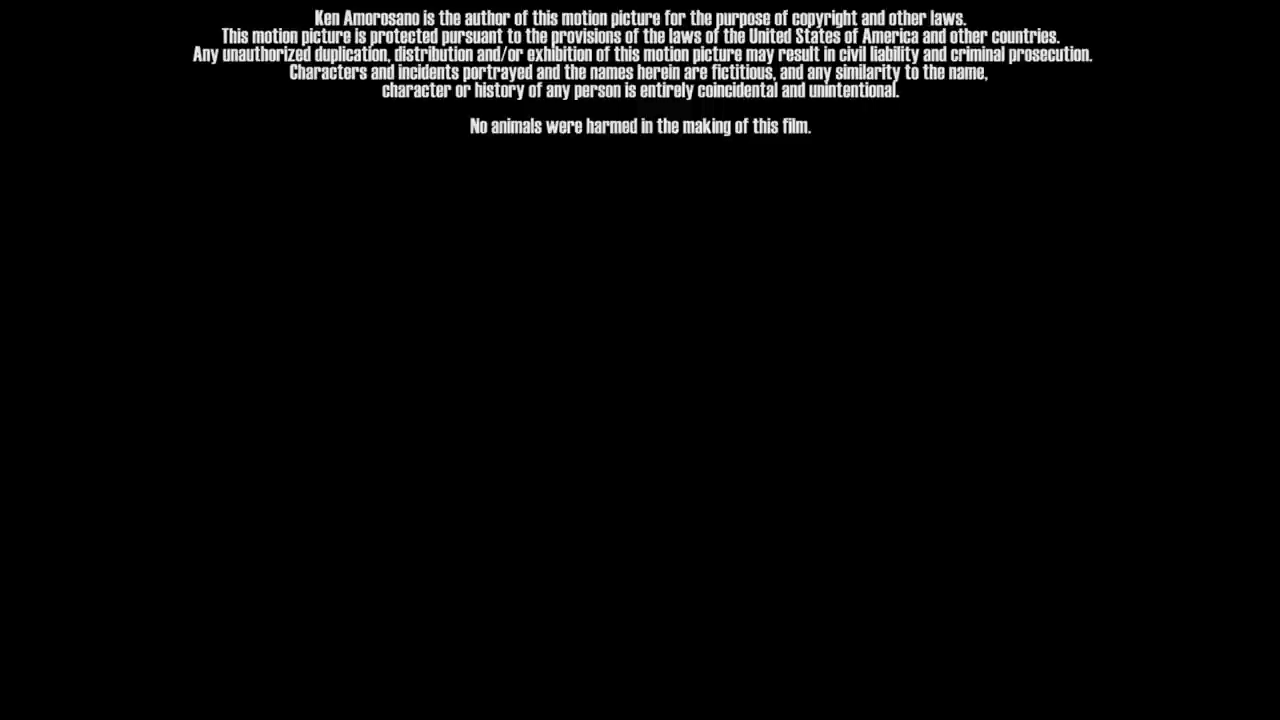 Ken Amorosano is the author of this motion picture for the purpose of copyright and other laws.
This motion picture is protected pursuant to the provisions of the laws of the United States of America and other countries.
Any unauthorized duplication, distribution and/or exhibition of this motion picture may result in civil liability and criminal prosecution.
Characters and incidents portrayed and the names herein are fictitious, and any similarity to the name,
character or history of any person is entirely coincidental and unintentional.
No animals were harmed in the making of this film.